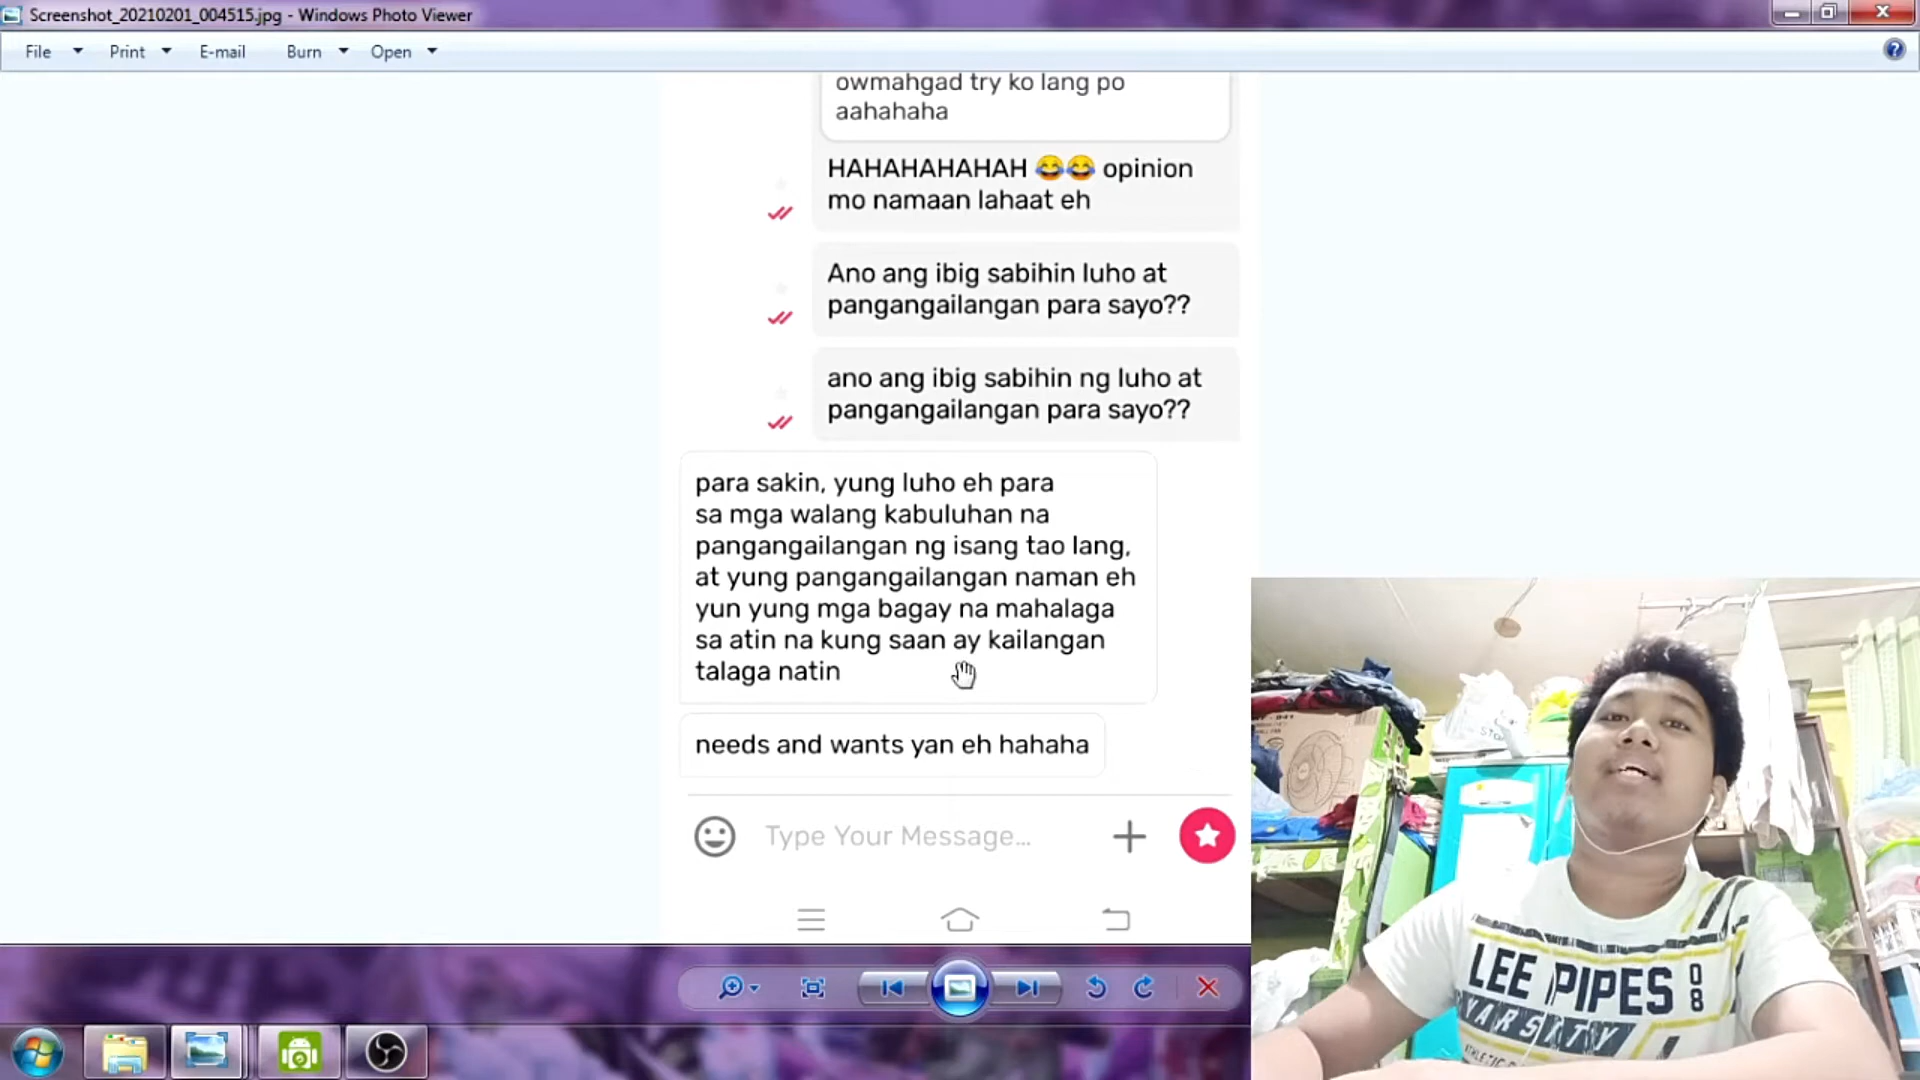 Screenshot_20210201_004515.jpg - Windows Photo Viewer
File Print E-mail Burn Open
owmahgad try ko lang po
aahahaha
HAHAHAHAHAH 😂😂 opinion
mo namaan lahaat eh
Ano ang ibig sabihin luho at
pangangailangan para sayo??
ano ang ibig sabihin ng luho at
pangangailangan para sayo??
para sakin, yung luho eh para
sa mga walang kabuluhan na
pangangailangan ng isang tao lang,
at yung pangangailangan naman eh
yun yung mga bagay na mahalaga
sa atin na kung saan ay kailangan
talaga natin
needs and wants yan eh hahaha
Type Your Message...
LEE PIPES 08
VARSITY